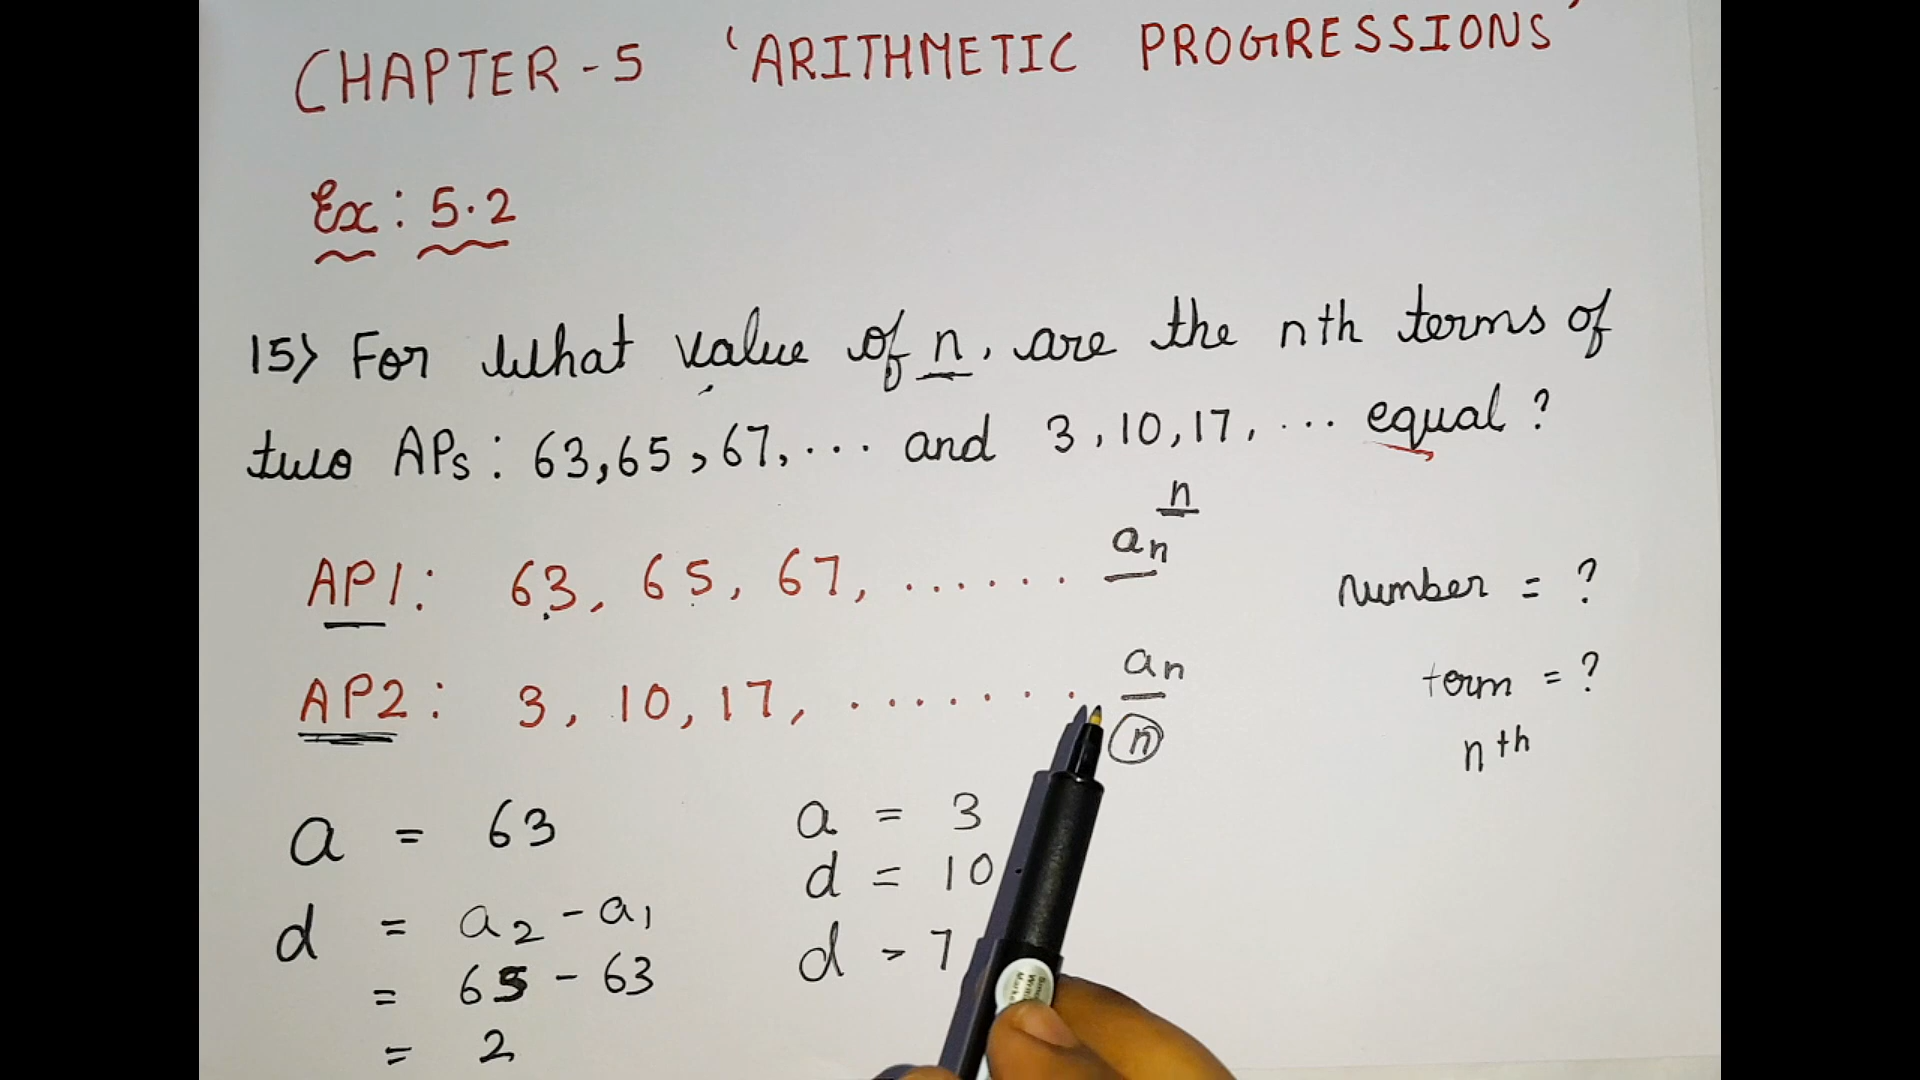 CHAPTER-5 'ARITHMETIC PROGRESSIONS'
Ex: 5.2
15) For what value of n, are the nth terms of
two APs: 63, 65, 67, ... and 3, 10, 17, ... equal?
n
AP1: 63, 65, 67, ...... an
number = ?
AP2: 3, 10, 17, ....... an
term = ?
n
nth
a = 63
d = a2 - a1
= 65 - 63
= 2
a = 3
d = 10
d = 7